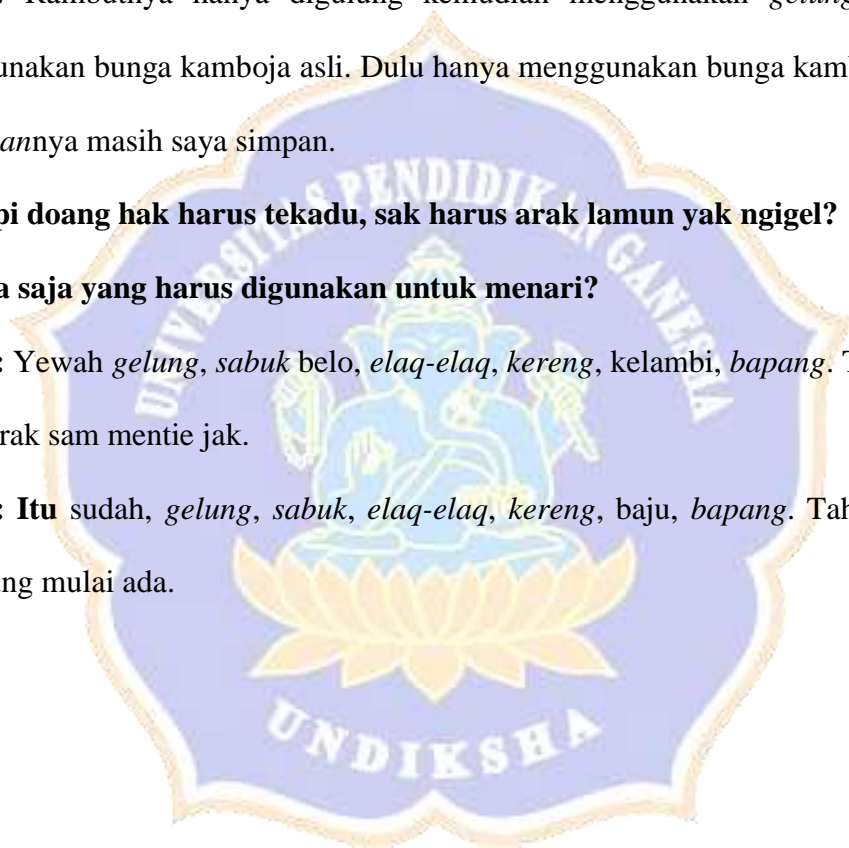 Rambutnya hanya digulung kemudian menggunakan gelung
unakan bunga kamboja asli. Dulu hanya menggunakan bunga kamb
annya masih saya simpan.
pi doang hak harus tekadu, sak harus arak lamun yak ngigel?
a saja yang harus digunakan untuk menari?
: Yewah gelung, sabuk belo, elaq-elaq, kereng, kelambi, bapang. T
rak sam mentie jak.
: Itu sudah, gelung, sabuk, elaq-elaq, kereng, baju, bapang. Tah
ng mulai ada.
UNIVERSITAS PENDIDIKAN GANESHA
UNDIKSHA